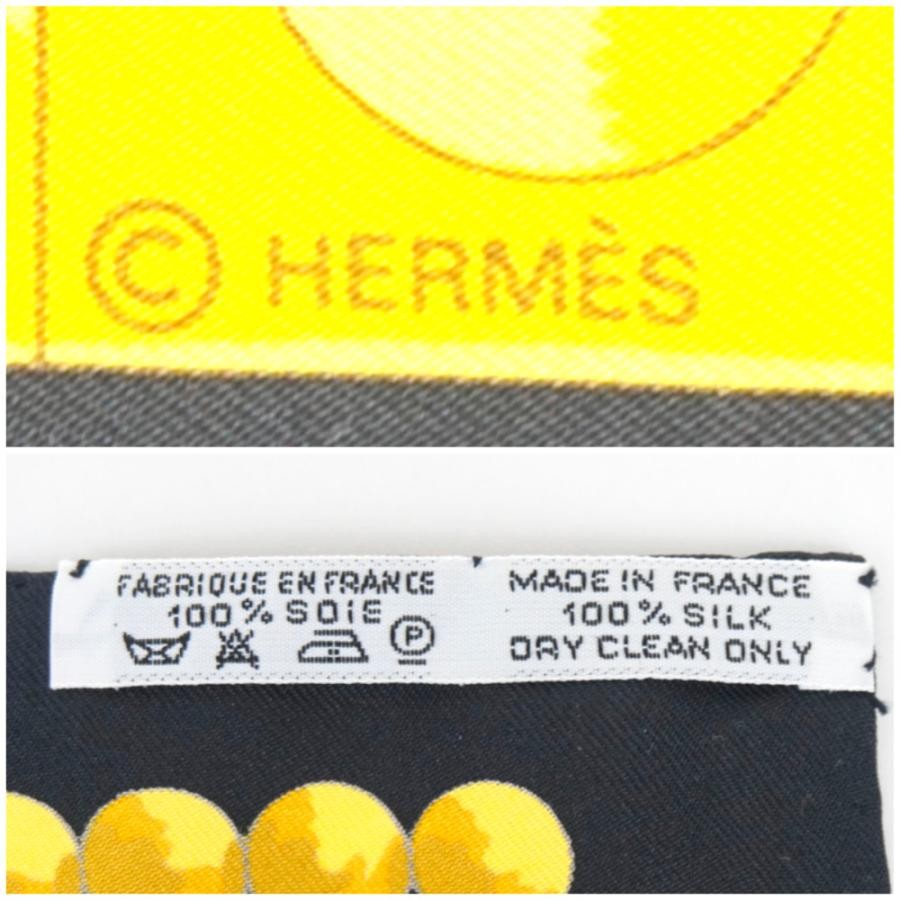 © HERMÈS
FABRIQUE EN FRANCE
100% SOIE
P
MADE IN FRANCE
100% SILK
DRY CLEAN ONLY